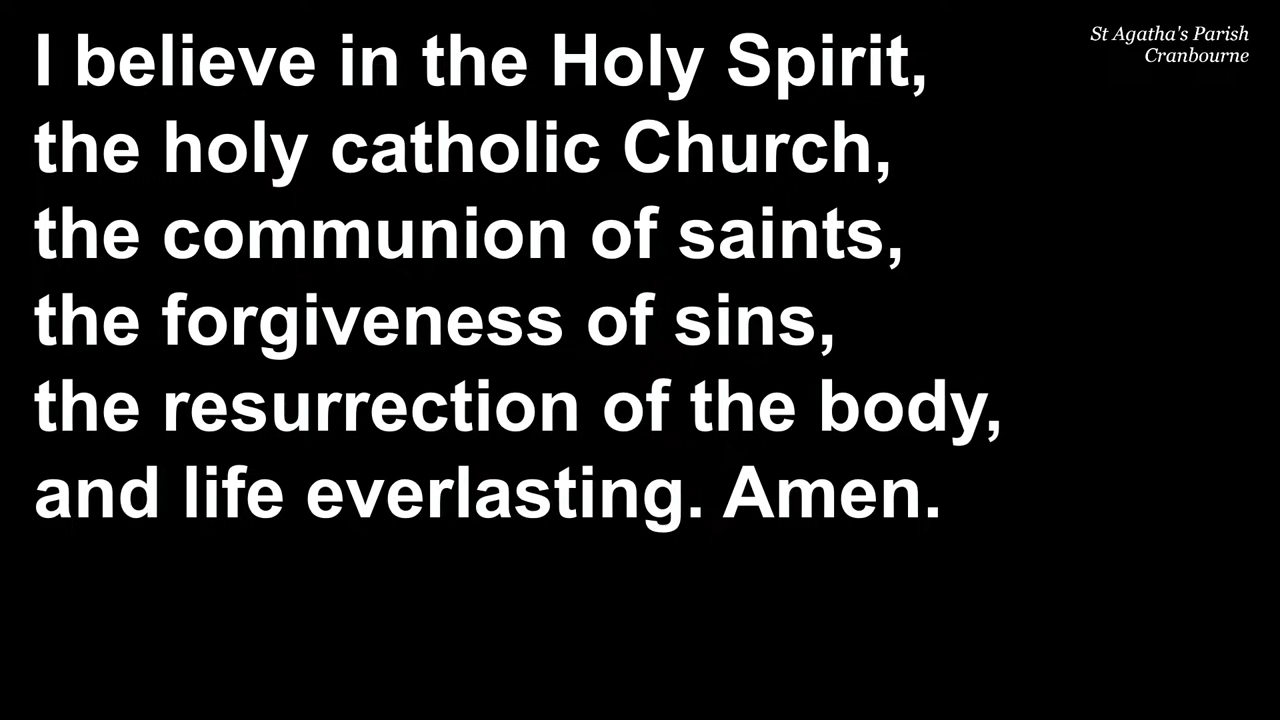 I believe in the Holy Spirit,
the holy catholic Church,
the communion of saints,
the forgiveness of sins,
the resurrection of the body,
and life everlasting. Amen.
St Agatha's Parish
Cranbourne